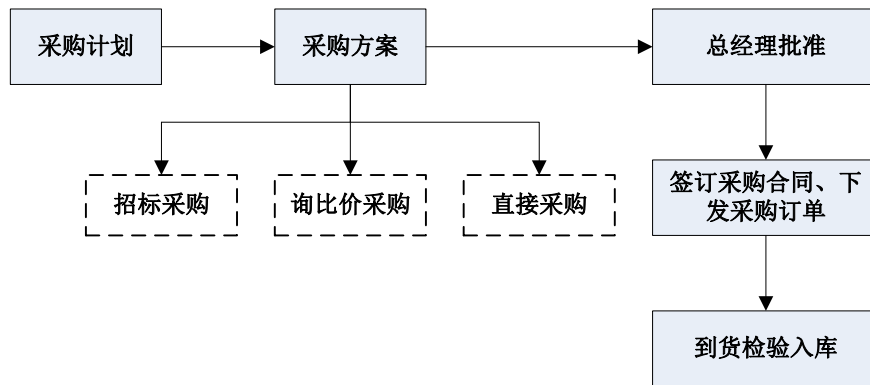 采购计划
采购方案
总经理批准
招标采购
询比价采购
直接采购
签订采购合同、下
发采购订单
到货检验入库